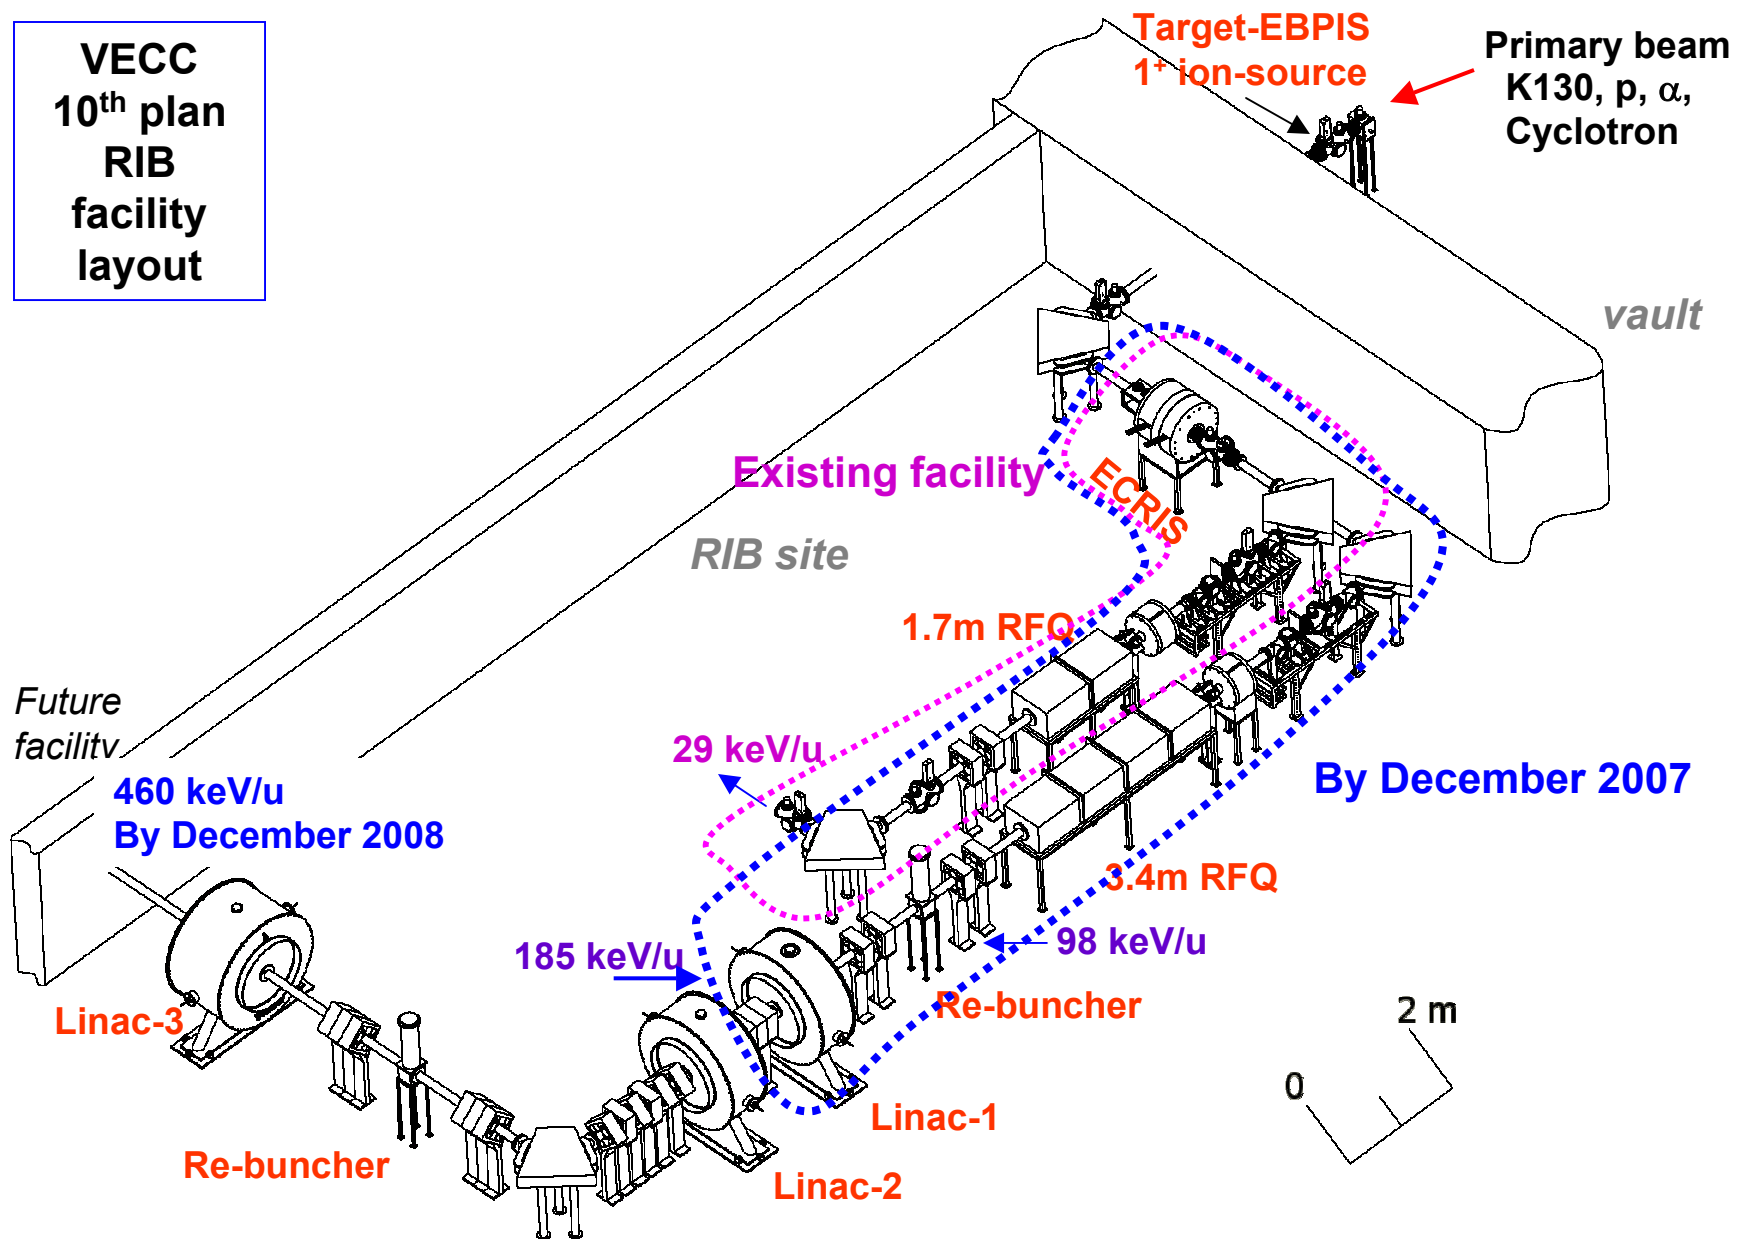 VECC
10th plan
RIB
facility
layout
Target-EBPIS
1+ ion-source
Primary beam
K130, p, α,
Cyclotron
vault
Existing facility
ECRIS
RIB site
1.7m RFQ
Future
facility
29 keV/u
460 keV/u
By December 2008
By December 2007
3.4m RFQ
185 keV/u
98 keV/u
Re-buncher
Linac-3
2 m
0
Linac-1
Re-buncher
Linac-2